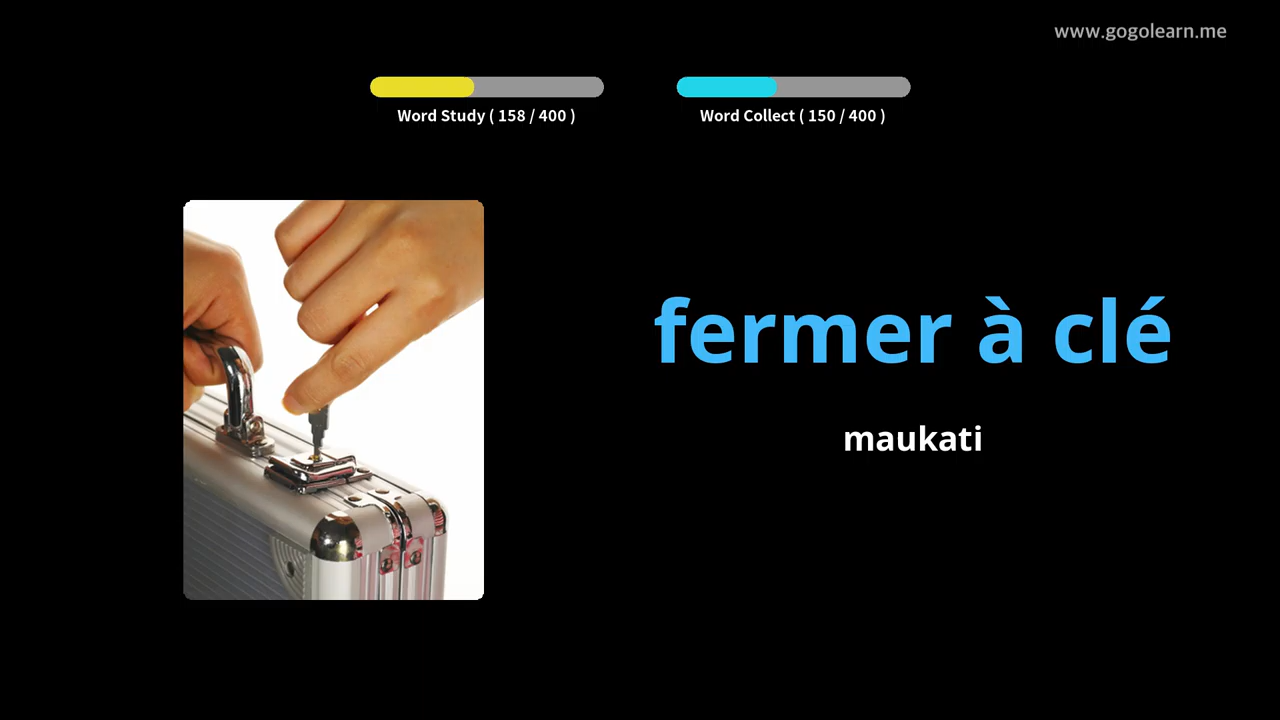 www.gogolearn.me
Word Study ( 158 / 400 )
Word Collect ( 150 / 400 )
fermer à clé
maukati